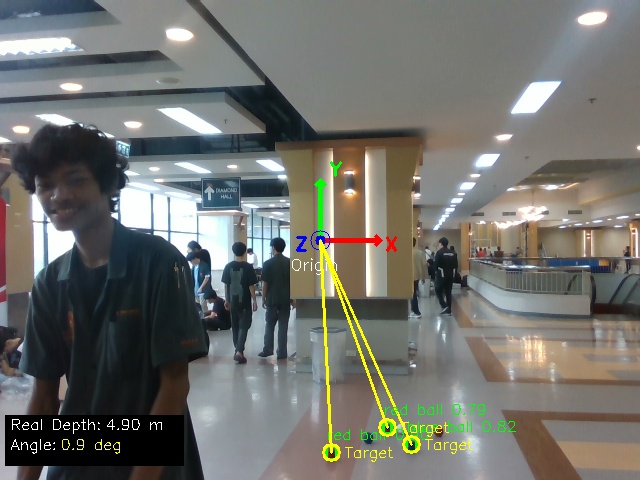 DIAMOND
HALL
Y
Z
X
Origin
red ball 0.79
ball 0.82
Target
Target
Target
Real Depth: 4.90 m
Angle: 0.9 deg